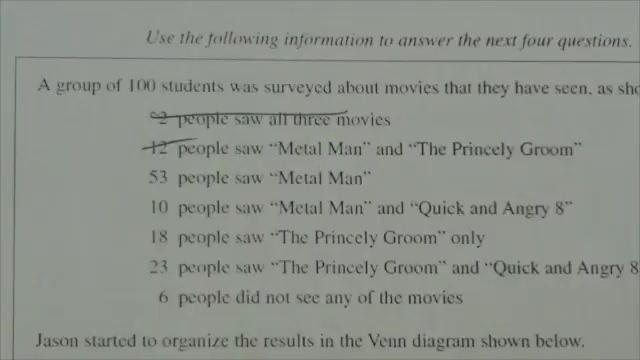 Use the following information to answer the next four questions.
A group of 100 students was surveyed about movies that they have seen, as sho
2 people saw all three movies
12 people saw “Metal Man” and “The Princely Groom”
53 people saw “Metal Man”
10 people saw “Metal Man” and “Quick and Angry 8”
18 people saw “The Princely Groom” only
23 people saw “The Princely Groom” and “Quick and Angry 8
6 people did not see any of the movies
Jason started to organize the results in the Venn diagram shown below.